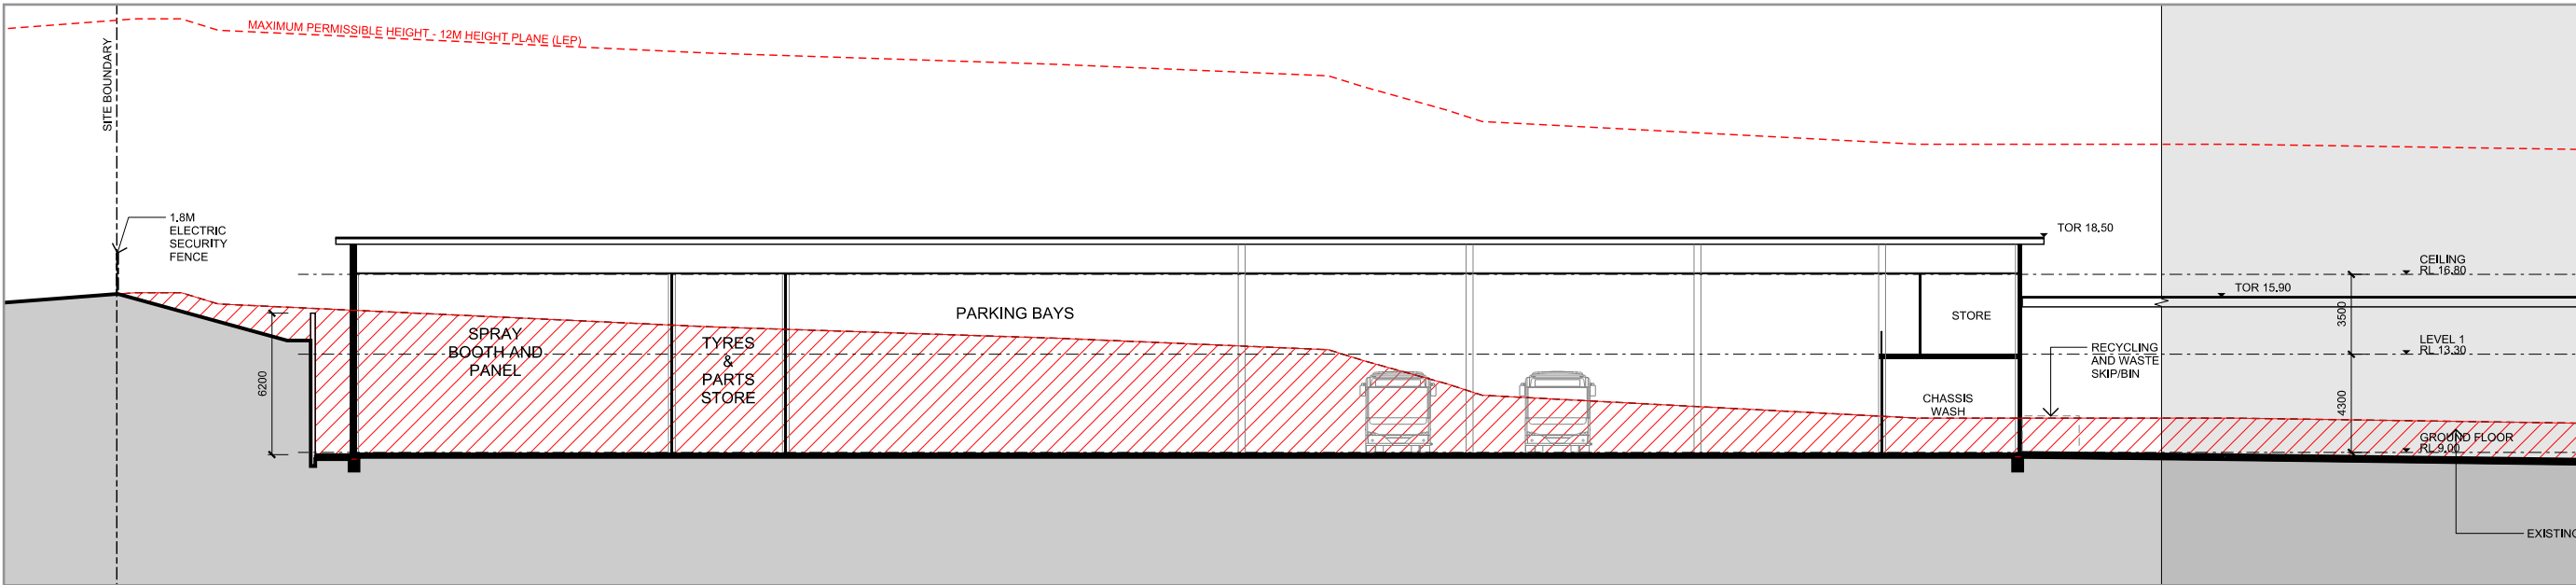 MAXIMUM PERMISSIBLE HEIGHT - 12M HEIGHT PLANE (LEP)
SITE BOUNDARY
1.8M
ELECTRIC
SECURITY
FENCE
TOR 18.50
CEILING
RL 16.80
TOR 15.90
3500
PARKING BAYS
STORE
SPRAY
BOOTH AND
PANEL
TYRES
&
PARTS
STORE
LEVEL 1
RL 13.30
RECYCLING
AND WASTE
SKIP/BIN
6200
CHASSIS
WASH
4300
GROUND FLOOR
RL 9.00
EXISTING